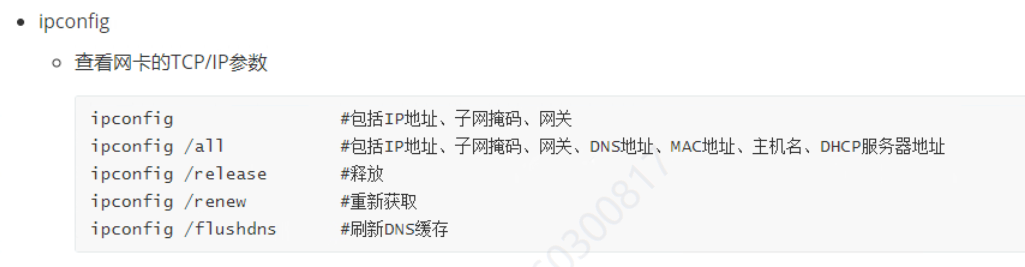 ipconfig
查看网卡的TCP/IP参数
ipconfig #包括IP地址、子网掩码、网关
ipconfig /all #包括IP地址、子网掩码、网关、DNS地址、MAC地址、主机名、DHCP服务器地址
ipconfig /release #释放
ipconfig /renew #重新获取
ipconfig /flushdns #刷新DNS缓存